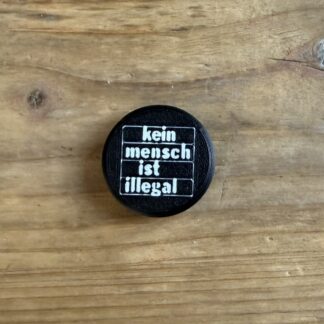 kein
mensch
ist
illegal